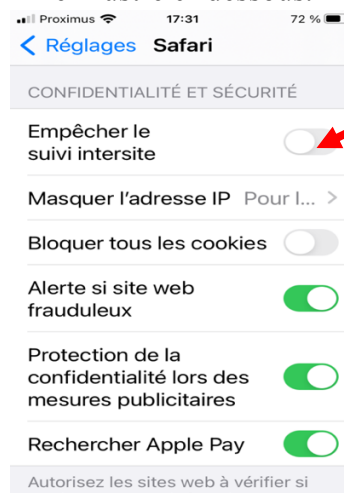 Proximus 17:31 72 %
Réglages Safari
CONFIDENTIALITÉ ET SÉCURITÉ
Empêcher le
suivi intersite
Masquer l'adresse IP Pour l... >
Bloquer tous les cookies
Alerte si site web
frauduleux
Protection de la
confidentialité lors des
mesures publicitaires
Rechercher Apple Pay
Autorisez les sites web à vérifier si